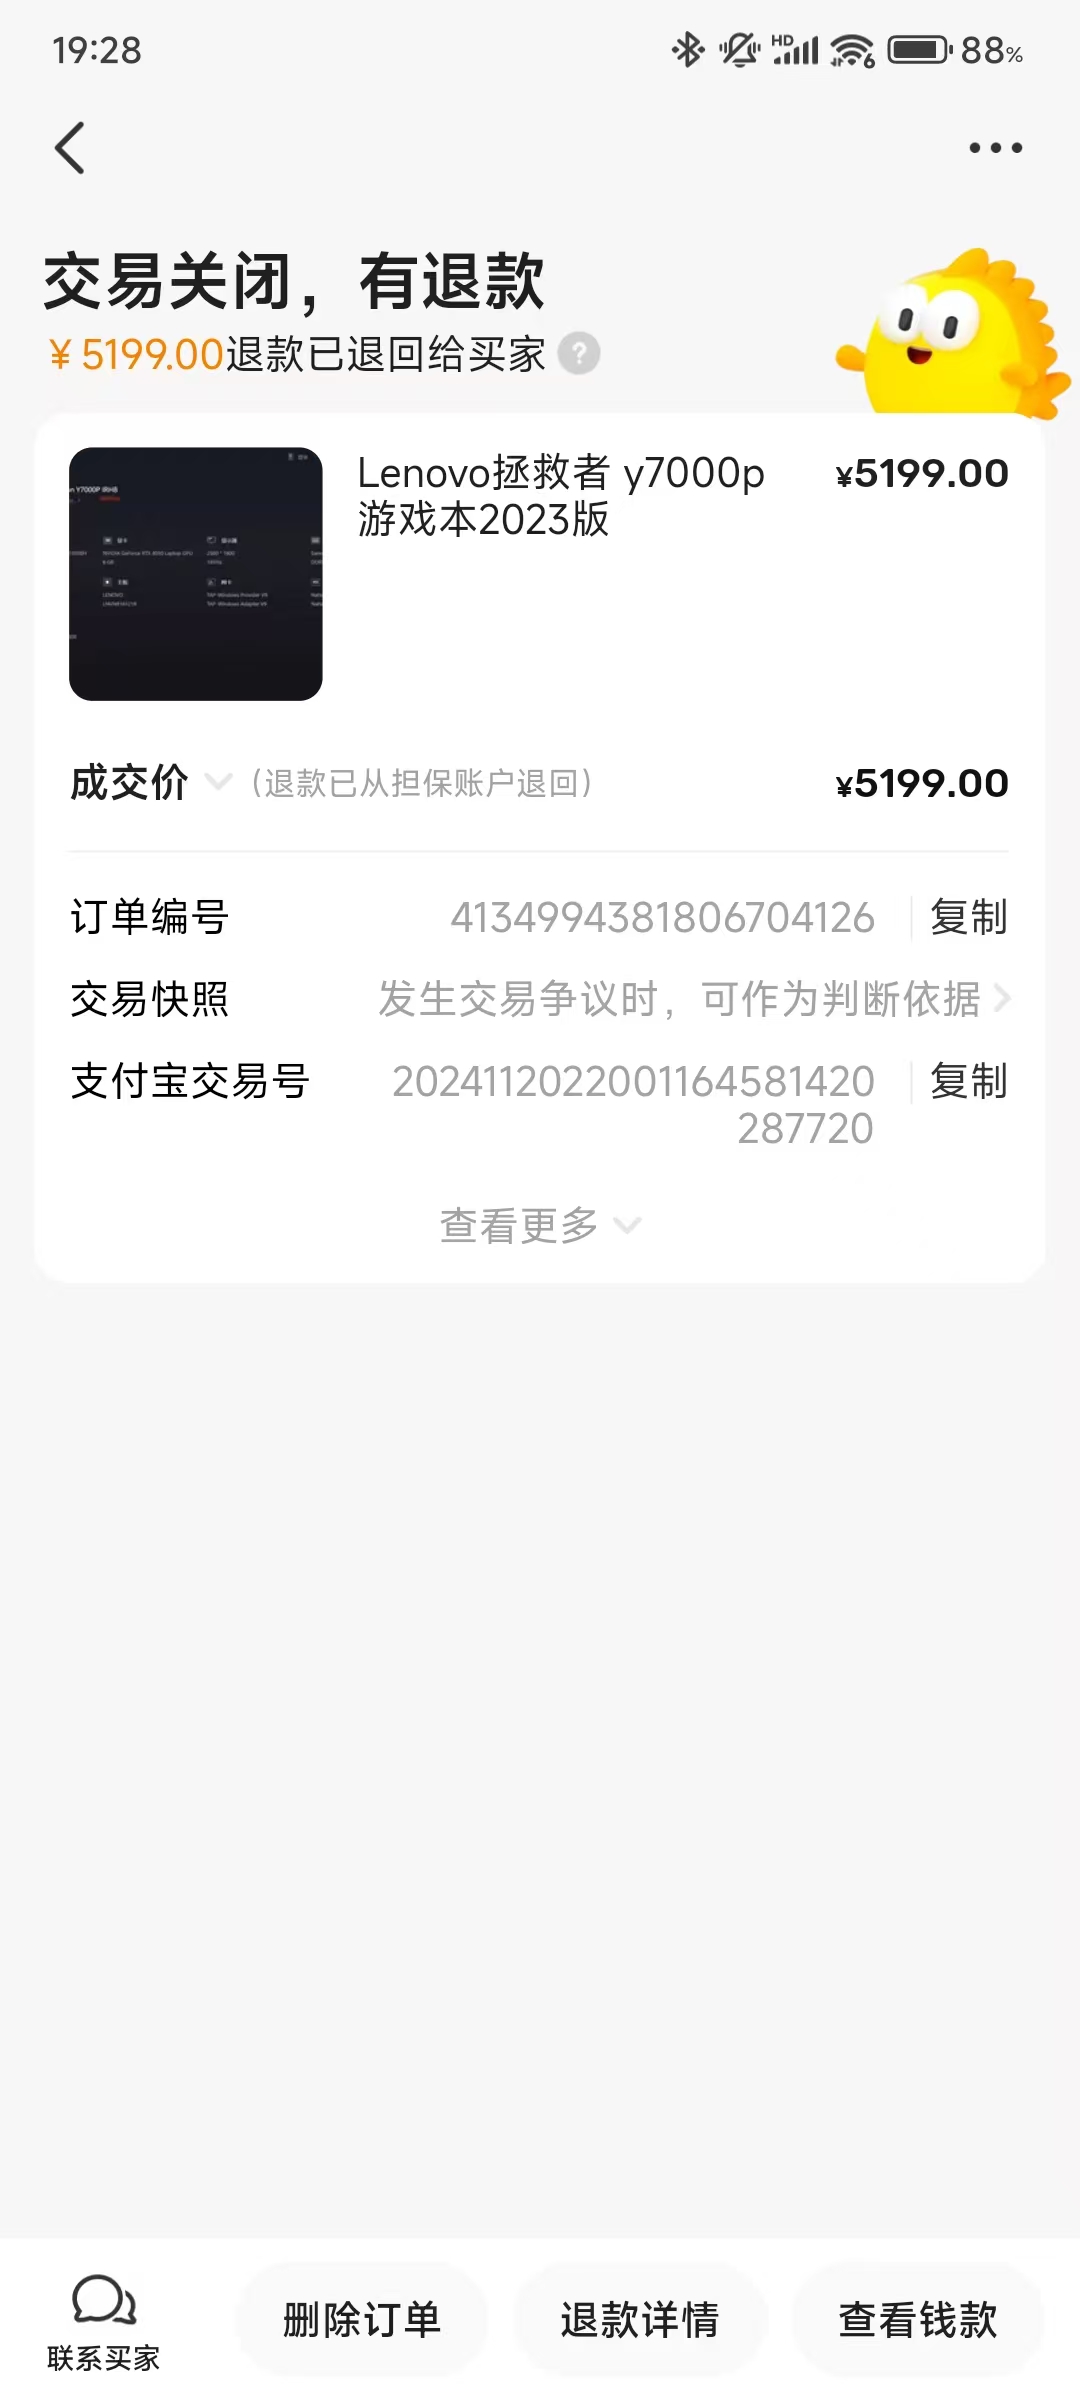 19:28
HD
6
88%
交易关闭，有退款
¥5199.00退款已退回给买家 ?
Lenovo拯救者 y7000p
游戏本2023版
¥5199.00
成交价
（退款已从担保账户退回）
¥5199.00
订单编号
4134994381806704126
复制
交易快照
发生交易争议时，可作为判断依据
支付宝交易号
2024112022001164581420
287720
复制
查看更多
联系买家
删除订单
退款详情
查看钱款